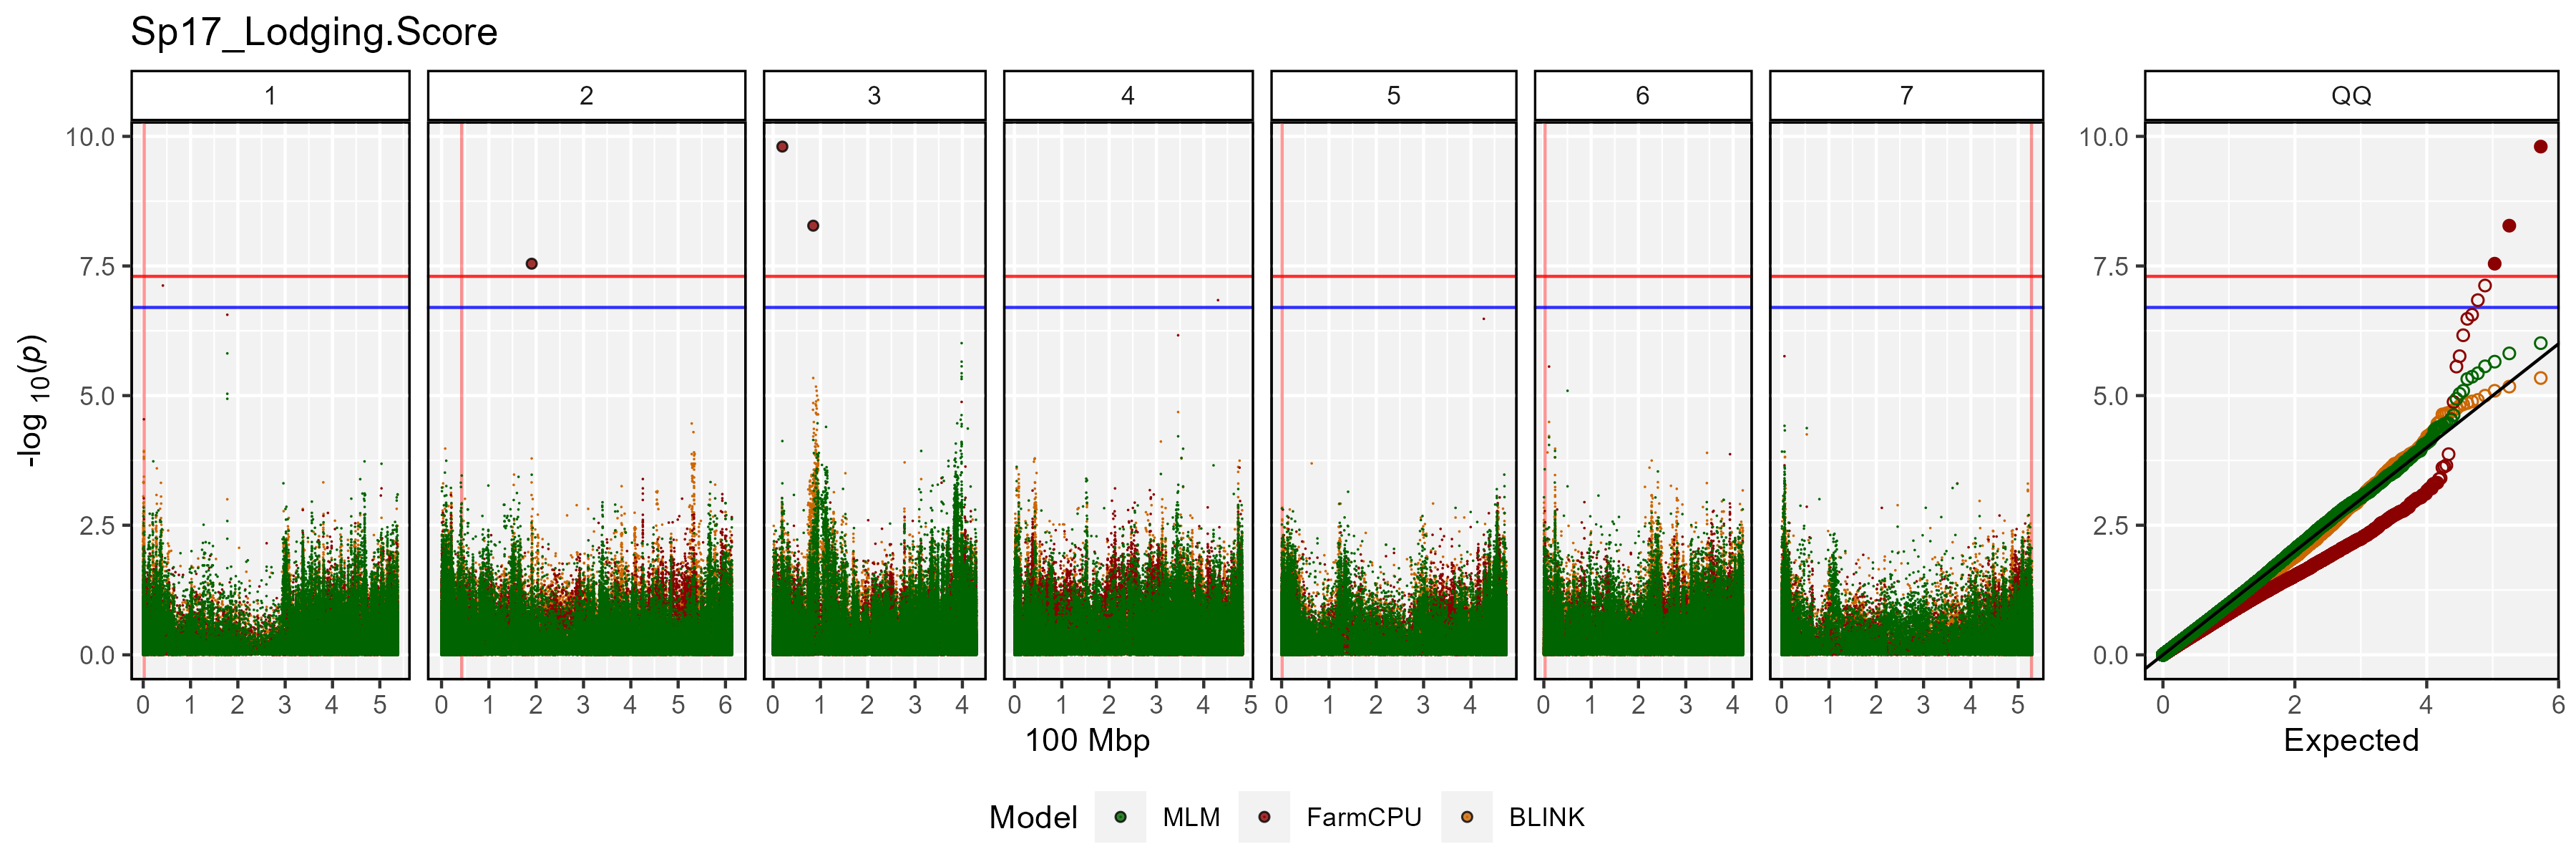 Sp17_Lodging.Score
1 2 3 4 5 6 7 QQ
10.0 10.0
7.5 7.5
5.0 5.0
2.5 2.5
0.0 0.0
-log 10(p)
0 1 2 3 4 5 0 1 2 3 4 5 6 0 1 2 3 4 0 1 2 3 4 5 0 1 2 3 4 0 1 2 3 4 0 1 2 3 4 5 0 2 4 6
100 Mbp Expected
Model MLM FarmCPU BLINK